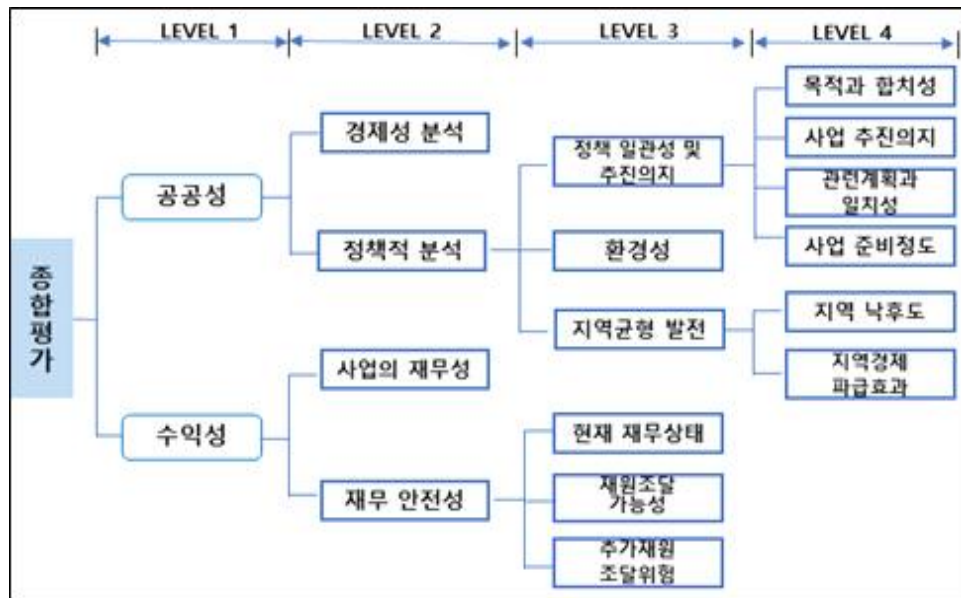 LEVEL 1
LEVEL 2
LEVEL 3
LEVEL 4
종합평가
공공성
수익성
경제성 분석
정책적 분석
사업의 재무성
재무 안전성
정책 일관성 및
추진의지
환경성
지역균형 발전
현재 재무상태
재원조달
가능성
추가재원
조달위험
목적과 합치성
사업 추진의지
관련계획과
일치성
사업 준비정도
지역 낙후도
지역경제
파급효과